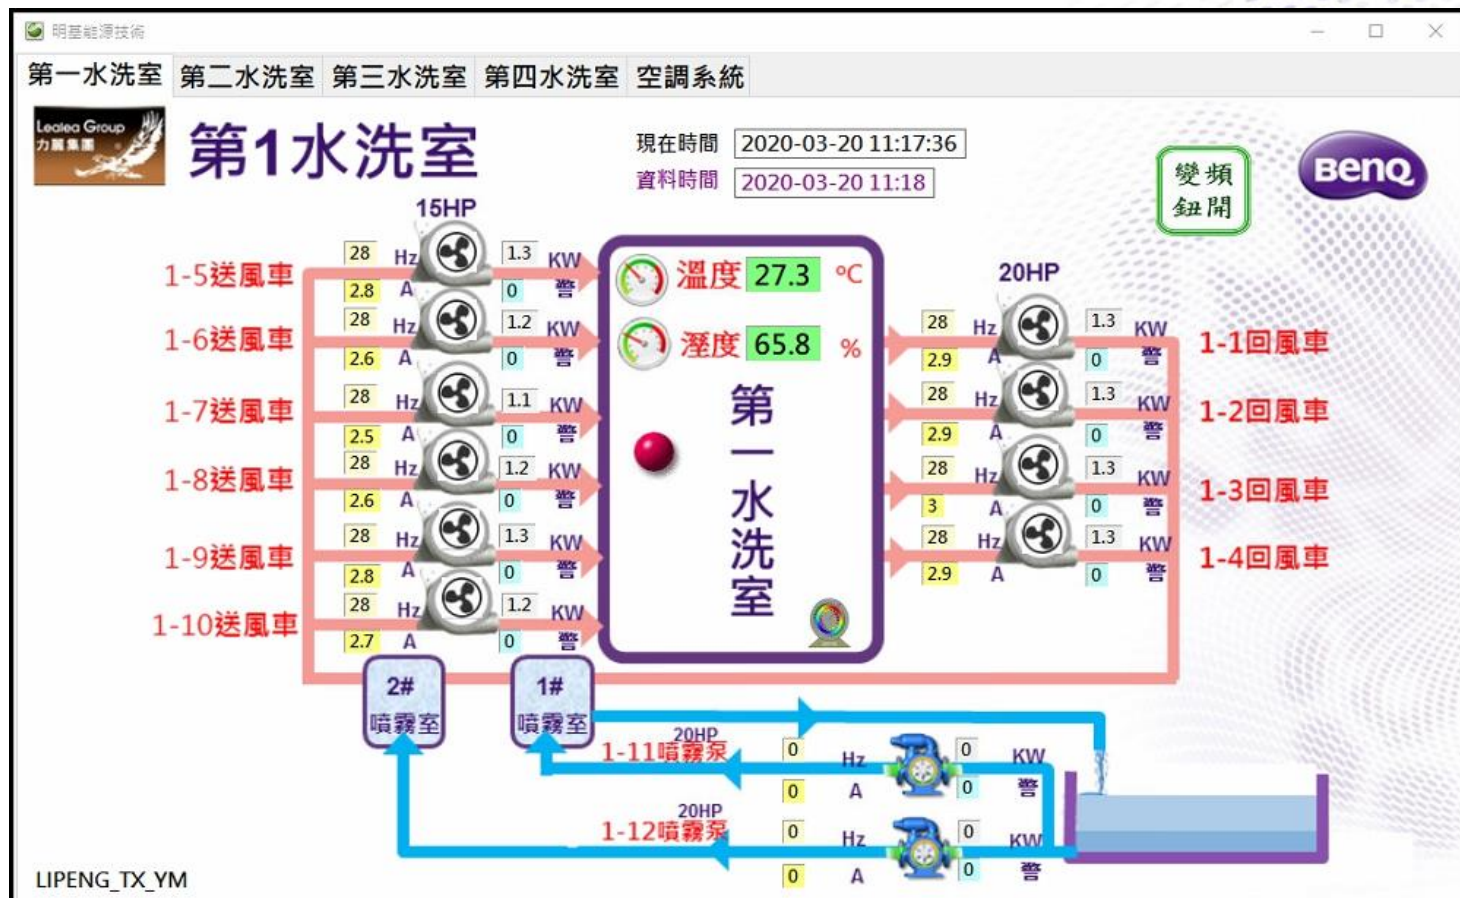 明基能源技術
第一水洗室 第二水洗室 第三水洗室 第四水洗室 空調系統
Lealea Group
力麗集團
第1水洗室
現在時間 2020-03-20 11:17:36
資料時間 2020-03-20 11:18
變頻
鈕開
BenQ
15HP
1-5送風車 28 Hz 1.3 KW
2.8 A 0 警
1-6送風車 28 Hz 1.2 KW
2.6 A 0 警
1-7送風車 28 Hz 1.1 KW
2.5 A 0 警
1-8送風車 28 Hz 1.2 KW
2.6 A 0 警
1-9送風車 28 Hz 1.3 KW
2.8 A 0 警
1-10送風車 28 Hz 1.2 KW
2.7 A 0 警
溫度 27.3 °C
溼度 65.8 %
第一水洗室
20HP
28 Hz 1.3 KW 1-1回風車
2.9 A 0 警
28 Hz 1.3 KW 1-2回風車
2.9 A 0 警
28 Hz 1.3 KW 1-3回風車
3 A 0 警
28 Hz 1.3 KW 1-4回風車
2.9 A 0 警
2#
噴霧室
1#
噴霧室
20HP
1-11噴霧泵 0 Hz 0 KW
0 A 0 警
20HP
1-12噴霧泵 0 Hz 0 KW
0 A 0 警
LIPENG_TX_YM